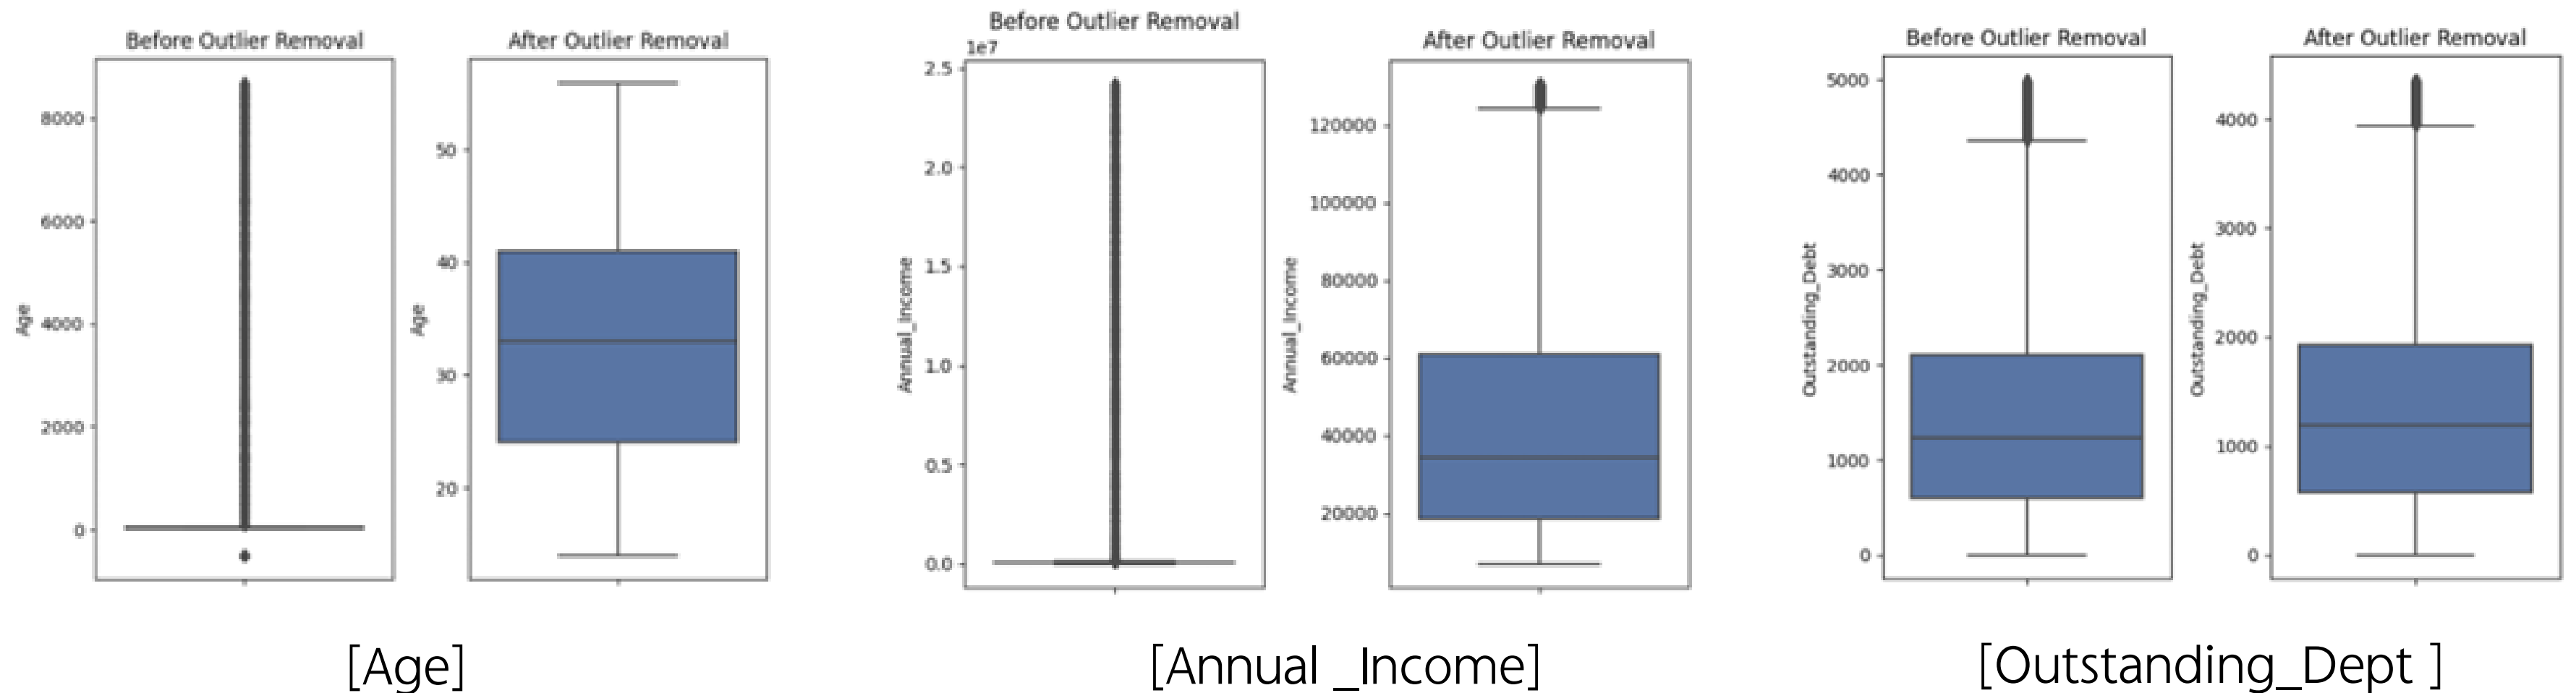 Before Outlier Removal
8000
6000
4000
2000
0
Age
After Outlier Removal
50
40
30
20
Age
Before Outlier Removal
1e7
2.5
2.0
1.5
1.0
0.5
0.0
Annual_Income
After Outlier Removal
120000
100000
80000
60000
40000
20000
Annual_Income
Before Outlier Removal
5000
4000
3000
2000
1000
0
Outstanding_Debt
After Outlier Removal
4000
3000
2000
1000
0
Outstanding_Debt
[Age]
[Annual _Income]
[Outstanding_Dept ]